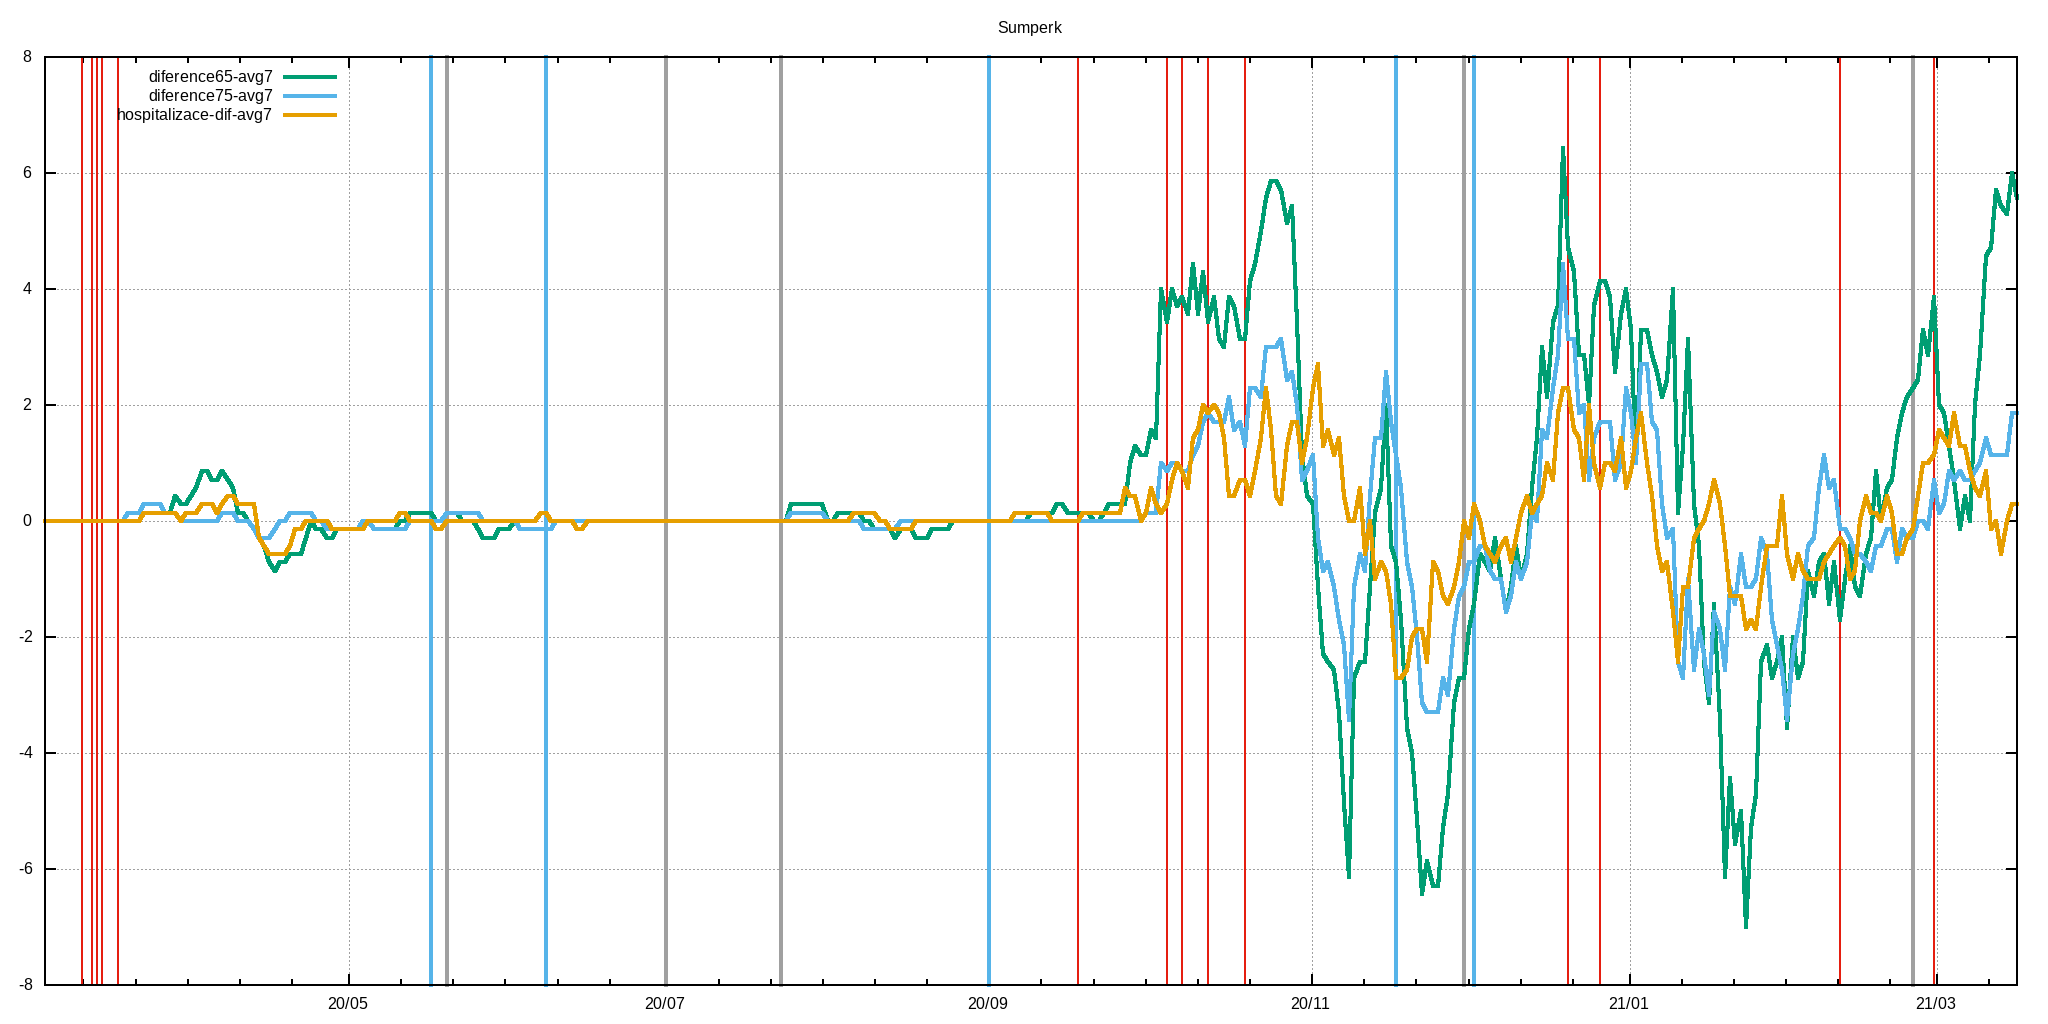 Sumperk
diference65-avg7
diference75-avg7
hospitalizace-dif-avg7
8
6
4
2
0
-2
-4
-6
-8
20/05 20/07 20/09 20/11 21/01 21/03